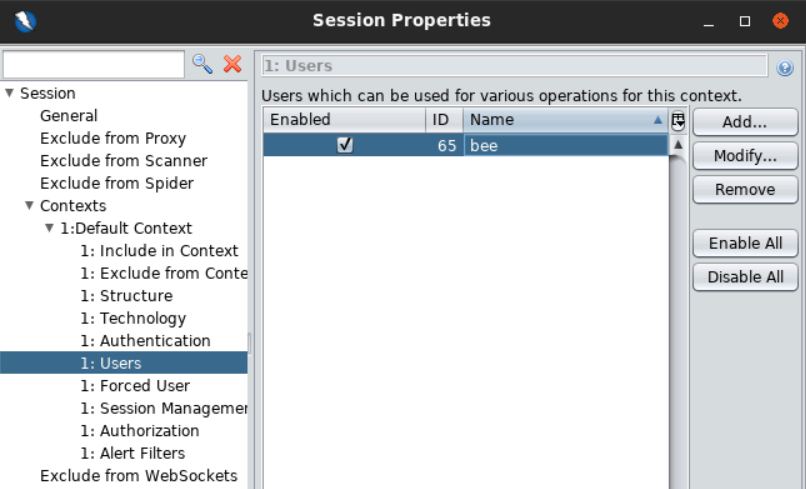 Session Properties
1: Users
Users which can be used for various operations for this context.
Session
General
Exclude from Proxy
Exclude from Scanner
Exclude from Spider
Contexts
1:Default Context
1: Include in Context
1: Exclude from Conte
1: Structure
1: Technology
1: Authentication
1: Users
1: Forced User
1: Session Managemer
1: Authorization
1: Alert Filters
Exclude from WebSockets
Enabled ID Name
65 bee
Add...
Modify...
Remove
Enable All
Disable All